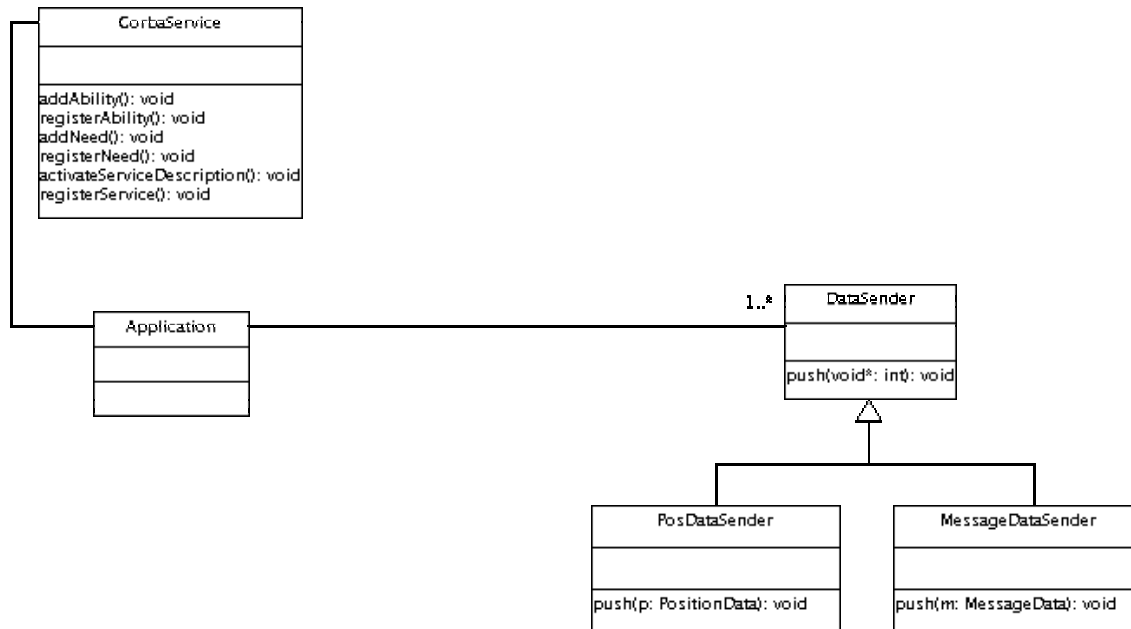 CorbaService
addAbility(): void
registerAbility(): void
addNeed(): void
registerNeed(): void
activateServiceDescription(): void
registerService(): void
1..*
DataSender
push(void*: int): void
Application
PosDataSender
push(p: PositionData): void
MessageDataSender
push(m: MessageData): void